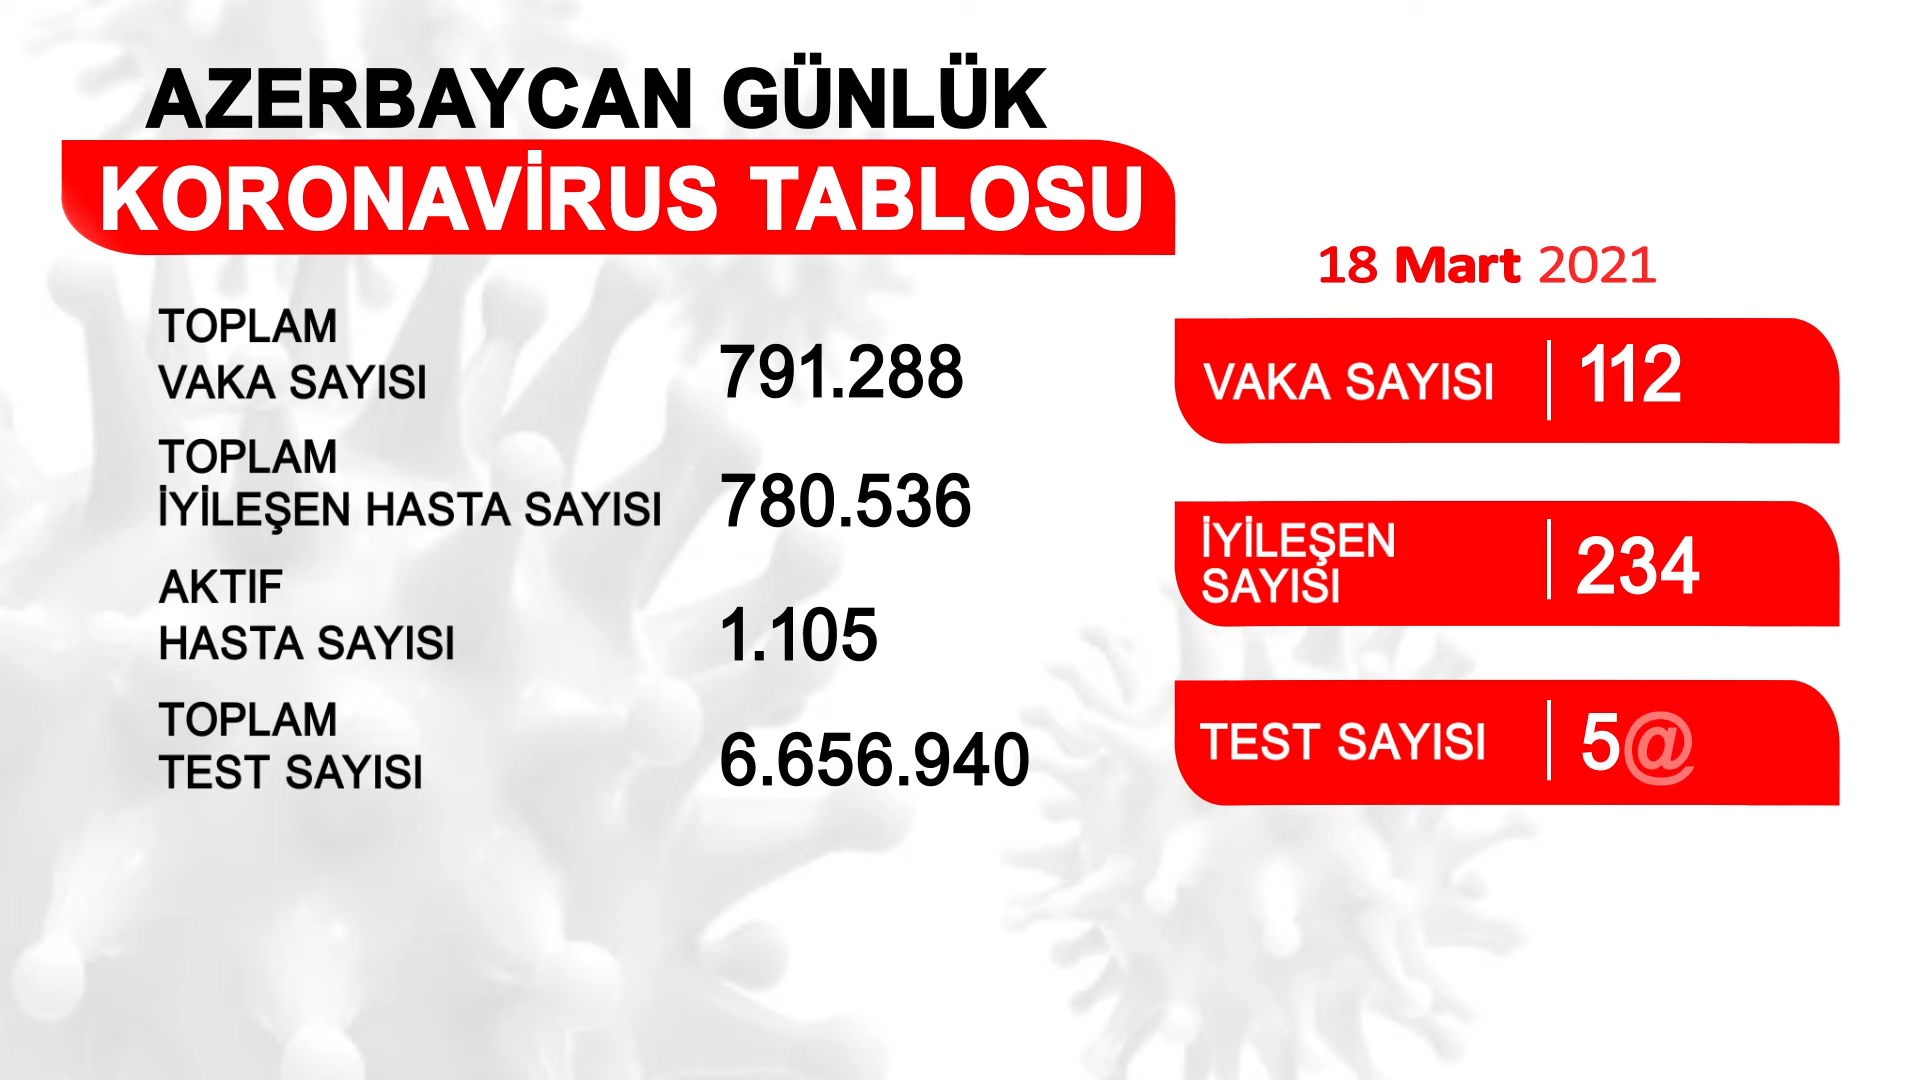 AZERBAYCAN GÜNLÜK
KORONAVİRUS TABLOSU
18 Mart 2021
TOPLAM
VAKA SAYISI
791.288
TOPLAM
İYİLEŞEN HASTA SAYISI
780.536
AKTIF
HASTA SAYISI
1.105
TOPLAM
TEST SAYISI
6.656.940
VAKA SAYISI
112
İYİLEŞEN
SAYISI
234
TEST SAYISI
5@